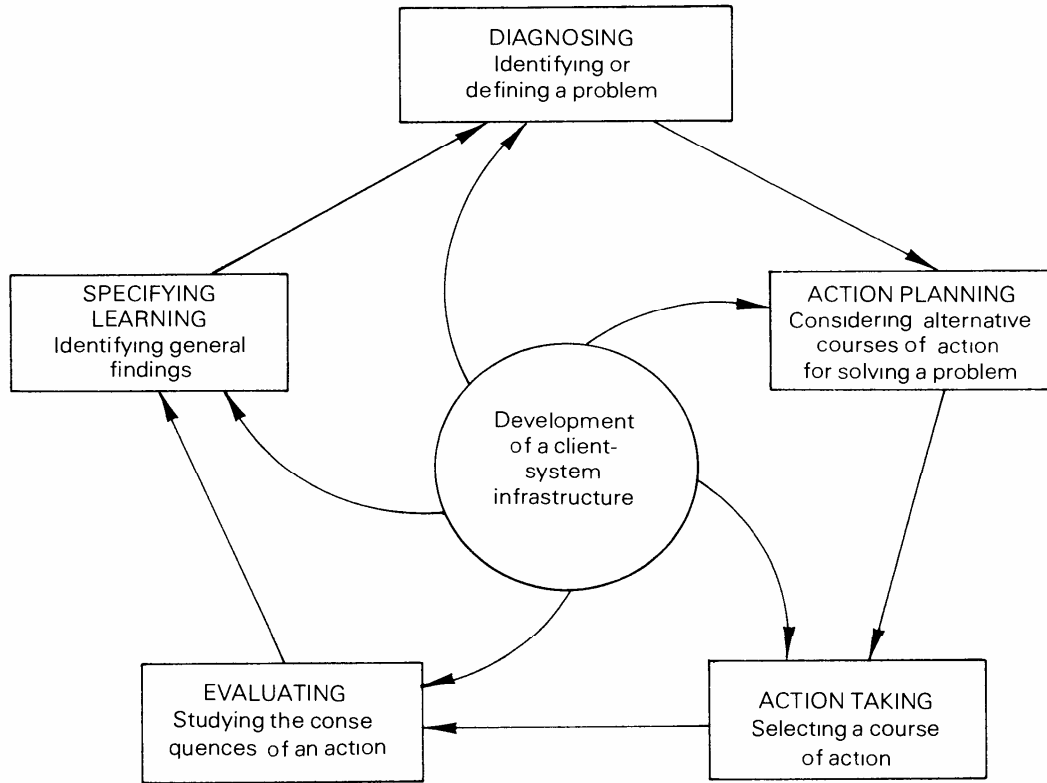 DIAGNOSING
Identifying or
defining a problem
ACTION PLANNING
Considering alternative
courses of action
for solving a problem
ACTION TAKING
Selecting a course
of action
EVALUATING
Studying the conse
quences of an action
SPECIFYING
LEARNING
Identifying general
findings
Development
of a client-
system
infrastructure